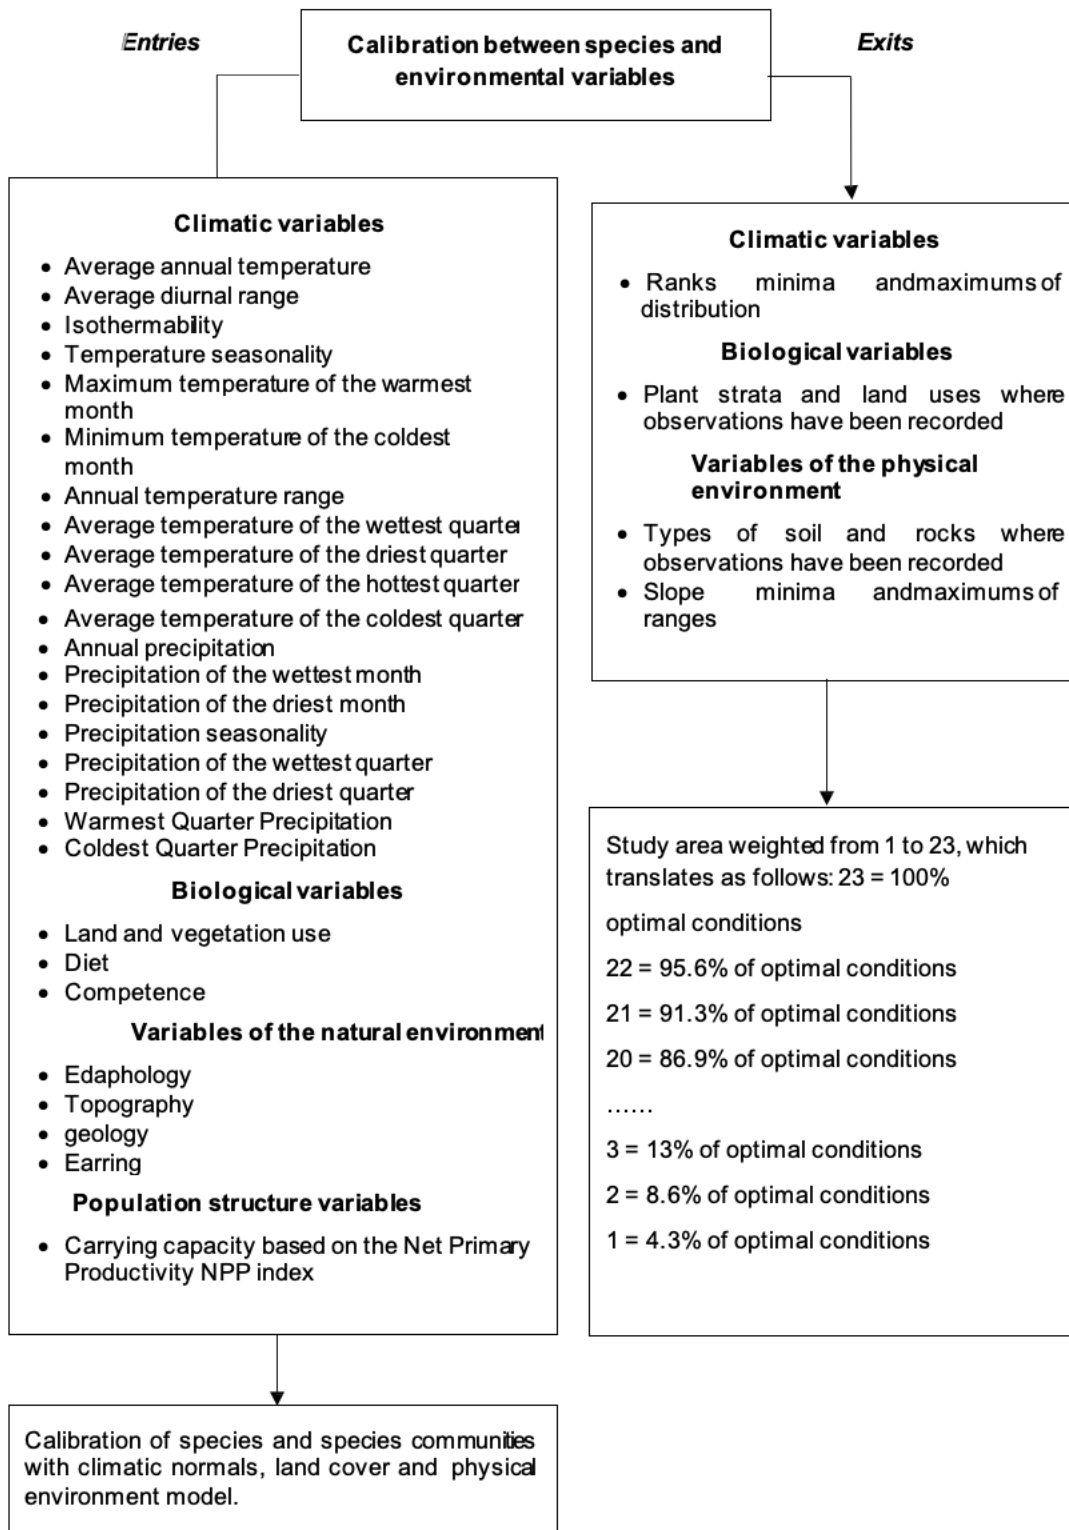 Entries
Calibration between species and
environmental variables
Exits
Climatic variables
• Average annual temperature
• Average diurnal range
• Isothermability
• Temperature seasonality
• Maximum temperature of the warmest
month
• Minimum temperature of the coldest
month
• Annual temperature range
• Average temperature of the wettest quarter
• Average temperature of the driest quarter
• Average temperature of the hottest quarter
• Average temperature of the coldest quarter
• Annual precipitation
• Precipitation of the wettest month
• Precipitation of the driest month
• Precipitation seasonality
• Precipitation of the wettest quarter
• Precipitation of the driest quarter
• Warmest Quarter Precipitation
• Coldest Quarter Precipitation
Biological variables
• Land and vegetation use
• Diet
• Competence
Variables of the natural environment
• Edaphology
• Topography
• geology
• Earring
Population structure variables
• Carrying capacity based on the Net Primary
Productivity NPP index
Calibration of species and species communities
with climatic normals, land cover and physical
environment model.
Climatic variables
• Ranks minima andmaximums of
distribution
Biological variables
• Plant strata and land uses where
observations have been recorded
Variables of the physical
environment
• Types of soil and rocks where
observations have been recorded
• Slope minima andmaximums of
ranges
Study area weighted from 1 to 23, which
translates as follows: 23 = 100%
optimal conditions
22 = 95.6% of optimal conditions
21 = 91.3% of optimal conditions
20 = 86.9% of optimal conditions
......
3 = 13% of optimal conditions
2 = 8.6% of optimal conditions
1 = 4.3% of optimal conditions